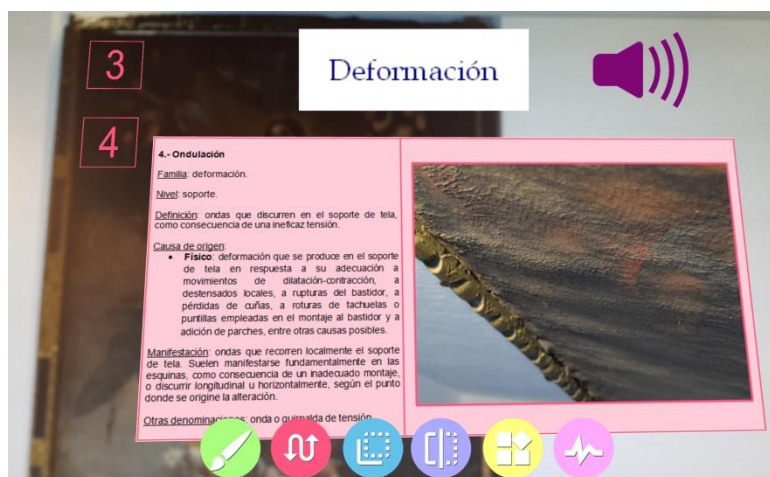 3
Deformación
4
4.- Ondulación
Familia: deformación.
Nivel: soporte.
Definición: ondas que discurren en el soporte de tela,
como consecuencia de una ineficaz tensión.
Causa de origen:
• Físico: deformación que se produce en el soporte
de tela en respuesta a su adecuación a
movimientos de dilatación-contracción, a
destensados locales, a rupturas del bastidor, a
pérdidas de cuñas, a roturas de tachuelas o
puntillas empleadas en el montaje al bastidor y a
adición de parches, entre otras causas posibles.
Manifestación: ondas que recorren localmente el soporte
de tela. Suelen manifestarse fundamentalmente en las
esquinas, como consecuencia de un inadecuado montaje,
o discurrir longitudinal u horizontalmente, según el punto
donde se origine la alteración.
Otras denominaciones: onda o guirnalda de tensión